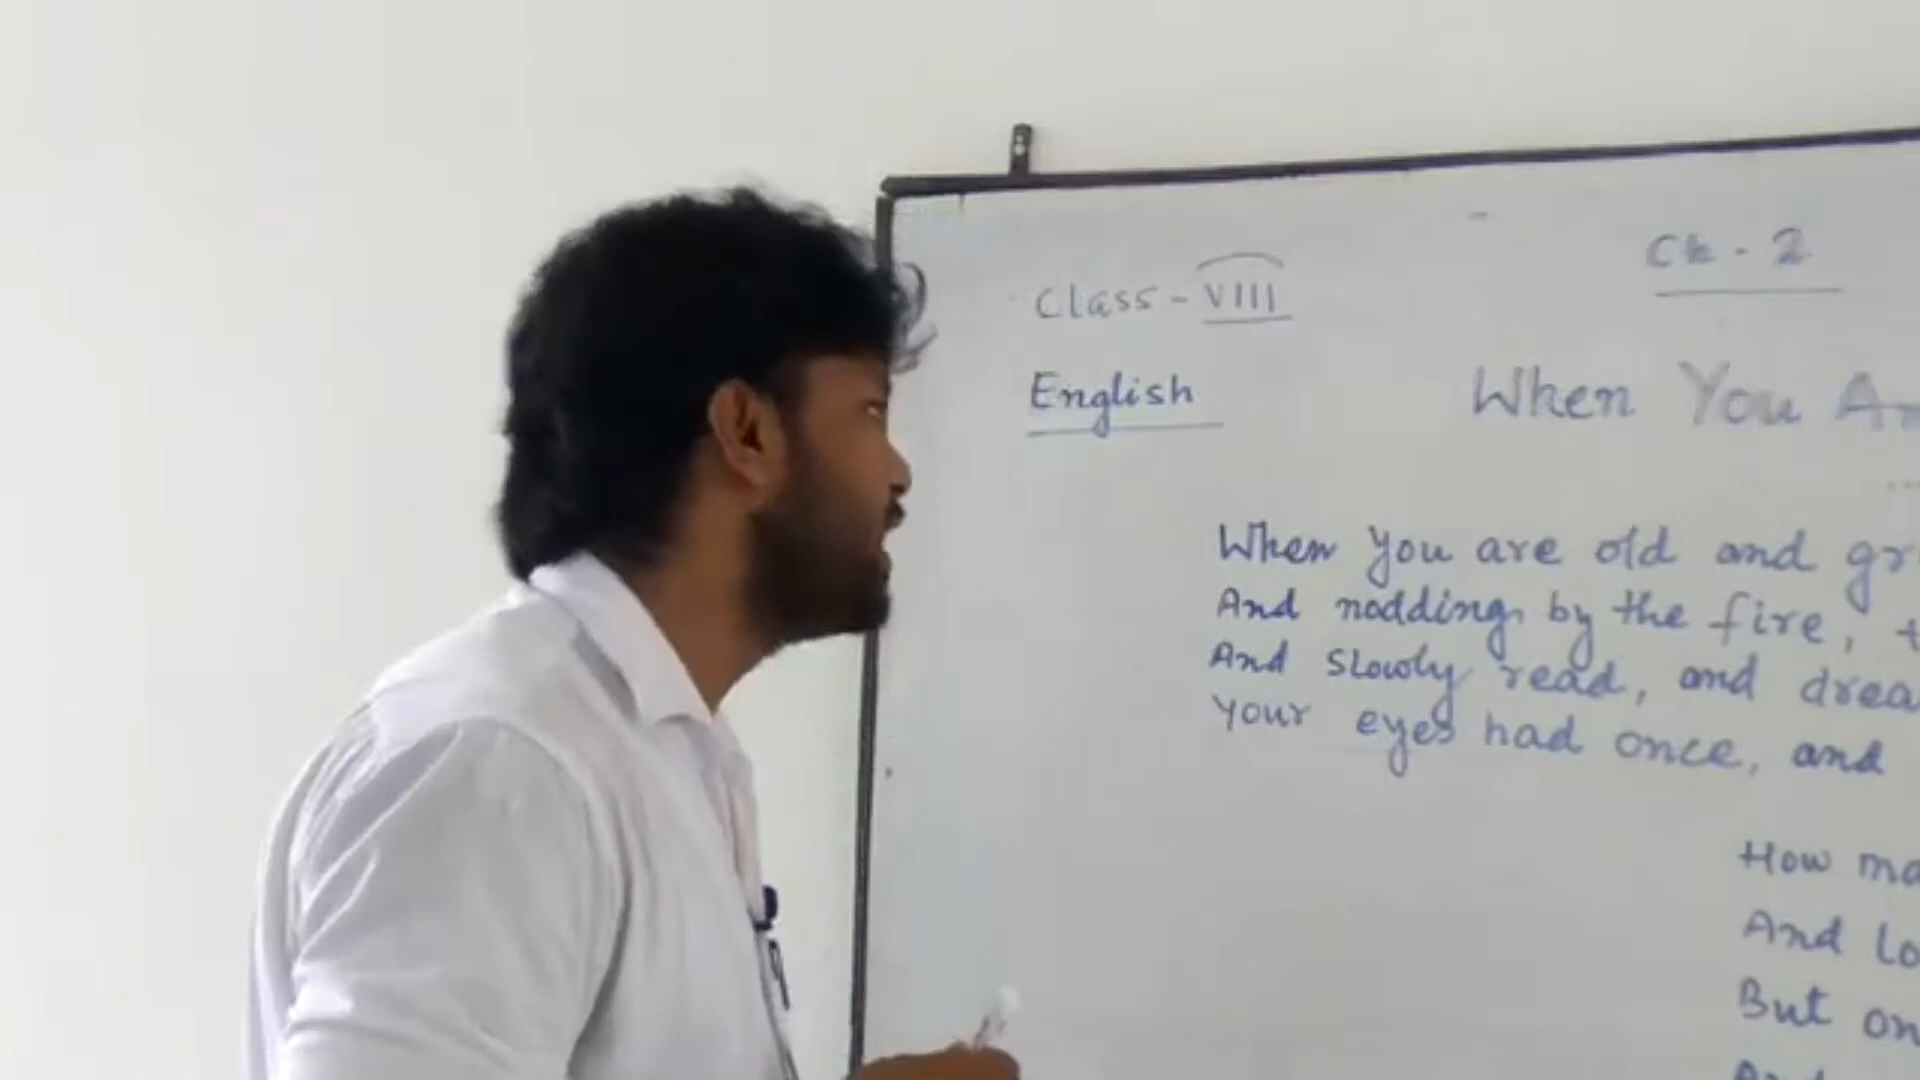 Ch - 2
Class - VIII
English
When You
When you are old and
And nodding by the fire,
And slowly read, and
Your eyes had once, and
How
And
But
And